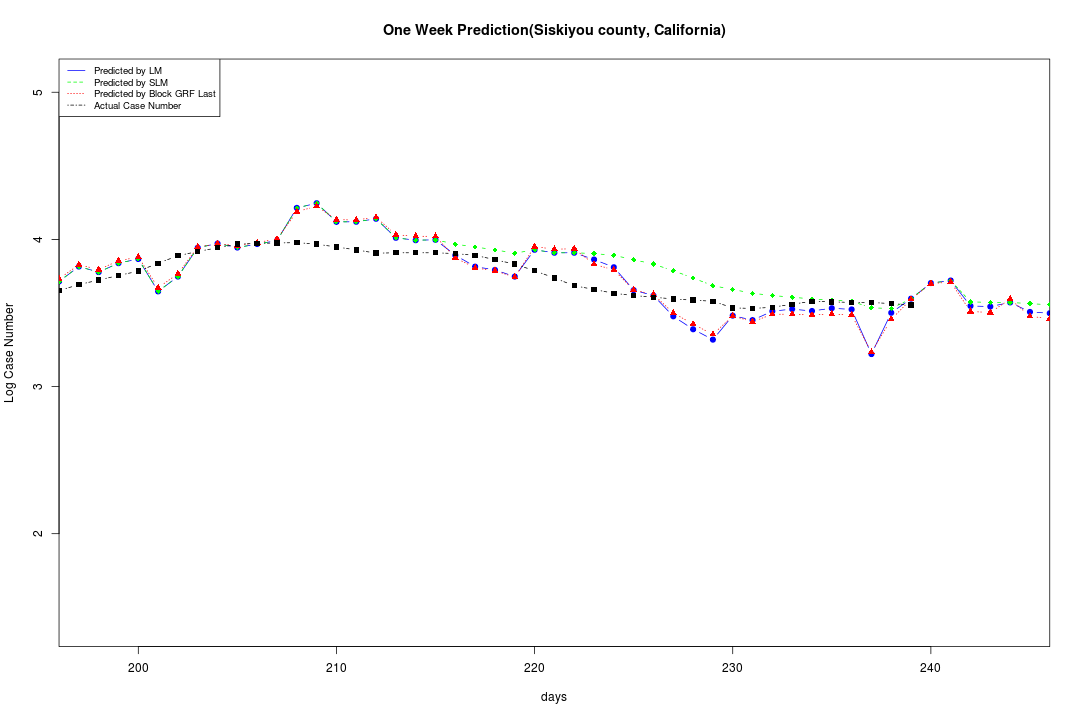 One Week Prediction(Siskiyou county, California)
Predicted by LM
Predicted by SLM
Predicted by Block GRF Last
Actual Case Number
5
4
3
2
Log Case Number
200
210
220
230
240
days